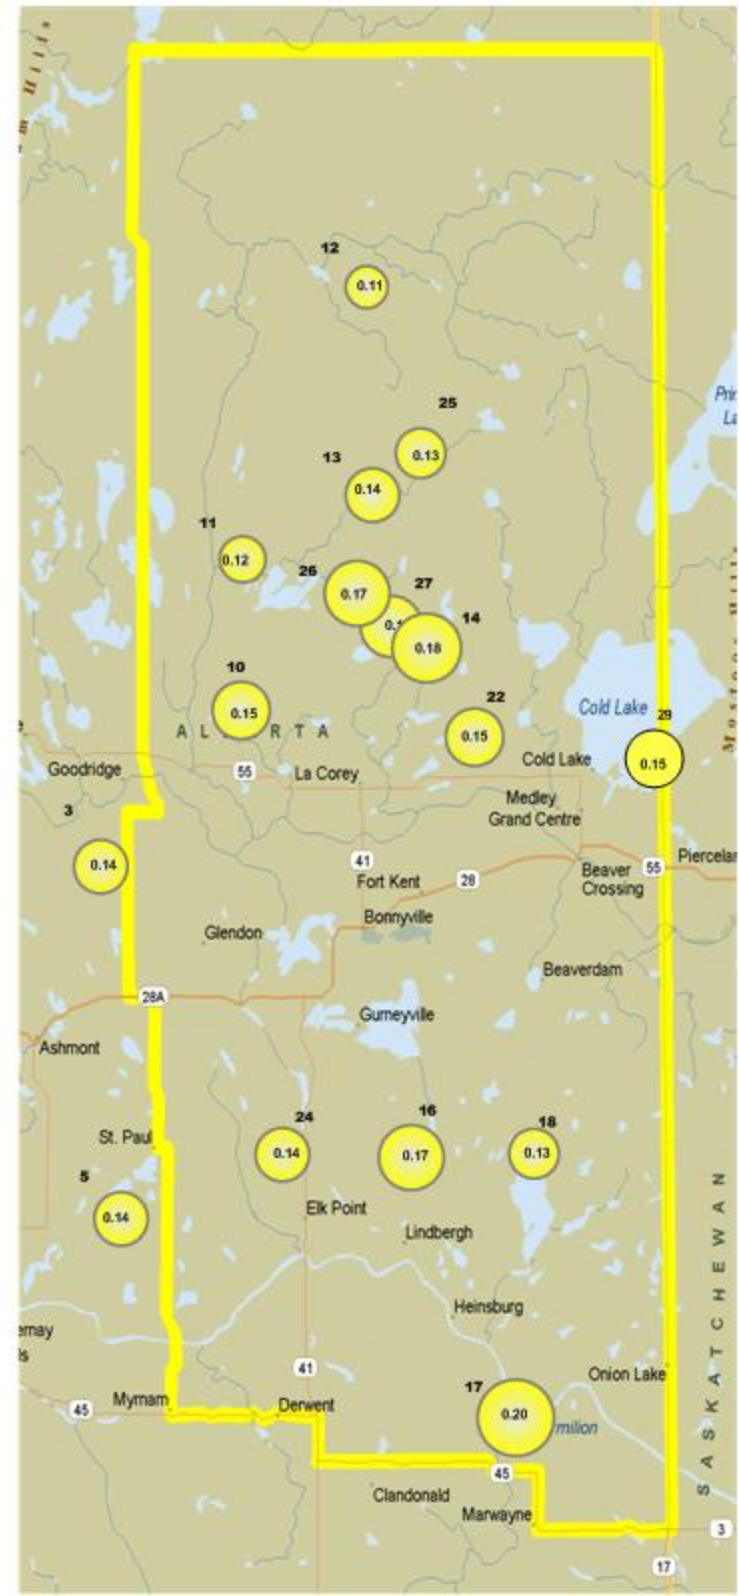 12
0.11
25
0.13
13
0.14
11
0.12
26
0.17
27
14
0.18
10
0.15
22
0.15
Cold Lake
29
0.15
Cold Lake
Goodridge
55
La Corey
Medley
Grand Centre
3
0.14
41
Fort Kent
28
Beaver
Crossing
55
Bonnyville
Glendon
Beaverdam
28A
Gurneyville
Ashmont
St. Paul
24
0.14
16
0.17
18
0.13
5
0.14
Elk Point
Lindbergh
Heinsburg
41
Onion Lake
17
0.20
45
Myrnam
Derwent
45
Clandonald
Marwayne
3
17
SASKATCHEWAN